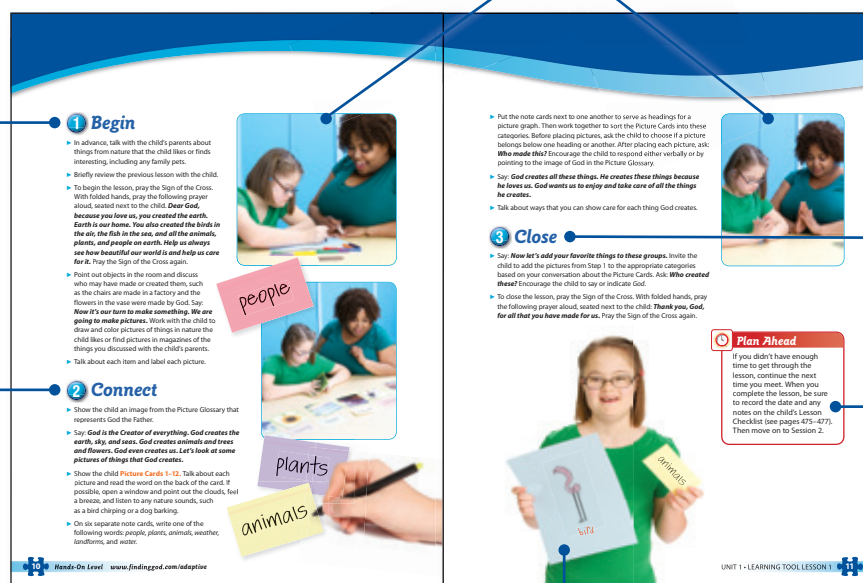 1 Begin
► In advance, talk with the child's parents about
things from nature that the child likes or finds
interesting, including any family pets.
► Briefly review the previous lesson with the child.
► To begin the lesson, pray the Sign of the Cross.
With folded hands, pray the following prayer
aloud, seated next to the child: Dear God,
because you love us, you created the earth.
Earth is our home. You also created the birds in
the air, the fish in the sea, and all the animals,
plants, and people on earth. Help us always
see how beautiful our world is and help us care
for it. Pray the Sign of the Cross again.
► Point out objects in the room and discuss
who may have made or created them, such
as the chairs are made in a factory and the
flowers in the vase were made by God. Say:
Now it's our turn to make something. We are
going to make pictures. Work with the child to
draw and color pictures of things in nature the
child likes or find pictures in magazines of the
things you discussed with the child's parents.
► Talk about each item and label each picture.
people
2 Connect
► Show the child an image from the Picture Glossary that
represents God the Father.
► Say: God is the Creator of everything. God creates the
earth, sky, and seas. God creates animals and trees
and flowers. God even creates us. Let's look at some
pictures of things that God creates.
► Show the child Picture Cards 1–12. Talk about each
picture and read the word on the back of the card. If
possible, open a window and point out the clouds, feel
a breeze, and listen to any nature sounds, such
as a bird chirping or a dog barking.
► On six separate note cards, write one of the
following words: people, plants, animals, weather,
landforms, and water.
plants
animals
10 Hands-On Level www.findinggod.com/adaptive
► Put the note cards next to one another to serve as headings for a
picture graph. Then work together to sort the Picture Cards into these
categories. Before placing pictures, ask the child to choose if a picture
belongs below one heading or another. After placing each picture, ask:
Who made this? Encourage the child to respond either verbally or by
pointing to the image of God in the Picture Glossary.
► Say: God creates all these things. He creates these things because
he loves us. God wants us to enjoy and take care of all the things
he creates.
► Talk about ways that you can show care for each thing God creates.
3 Close
► Say: Now let's add your favorite things to these groups. Invite the
child to add the pictures from Step 1 to the appropriate categories
based on your conversation about the Picture Cards. Ask: Who created
these? Encourage the child to say or indicate God.
► To close the lesson, pray the Sign of the Cross. With folded hands, pray
the following prayer aloud, seated next to the child: Thank you, God,
for all that you have made for us. Pray the Sign of the Cross again.
Plan Ahead
If you didn't have enough
time to get through the
lesson, continue the next
time you meet. When you
complete the lesson, be sure
to record the date and any
notes on the child's Lesson
Checklist (see pages 475–477).
Then move on to Session 2.
animals
bird
UNIT 1 • LEARNING TOOL LESSON 1 11